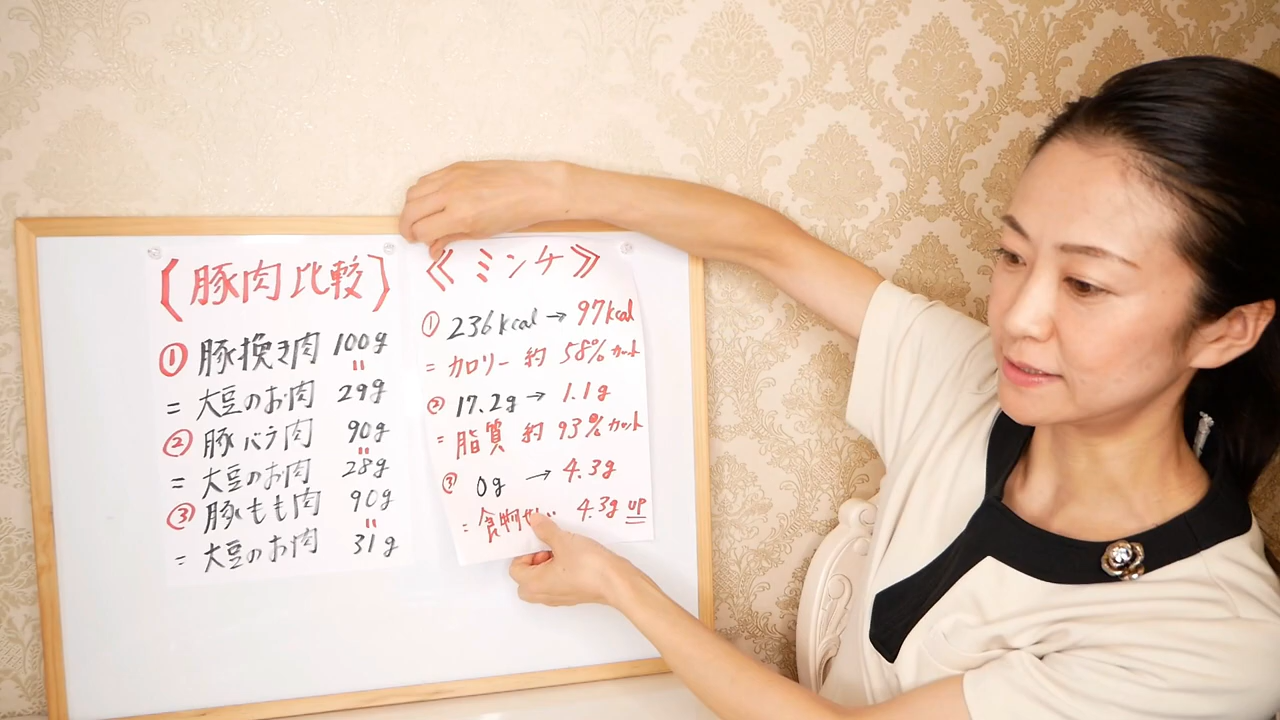 【豚肉比較】
① 豚挽き肉 100g
=
= 大豆のお肉 29g
② 豚バラ肉 90g
=
= 大豆のお肉 28g
③ 豚もも肉 90g
=
= 大豆のお肉 31g
《ミンチ》
① 236kcal → 97kcal
= カロリー 約 58%カット
② 17.2g → 1.1g
= 脂質 約 93%カット
③ 0g → 4.3g
= 食物 4.3g UP